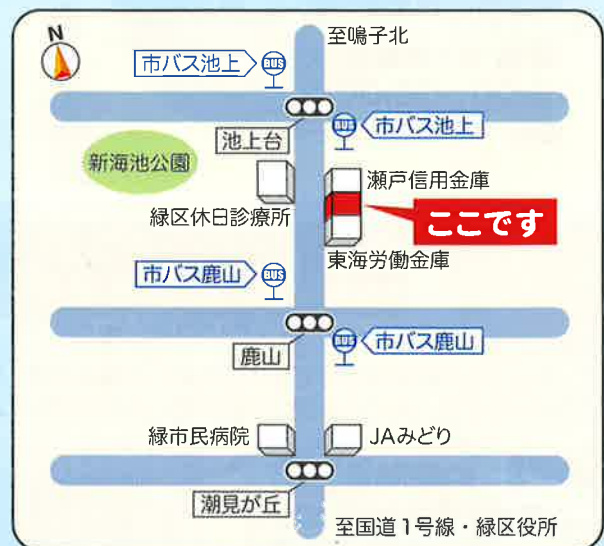 N
至鳴子北
市バス池上
BUS
池上台
BUS
市バス池上
新海池公園
瀬戸信用金庫
緑区休日診療所
ここです
東海労働金庫
市バス鹿山
BUS
鹿山
BUS
市バス鹿山
緑市民病院
JAみどり
潮見が丘
至国道1号線・緑区役所